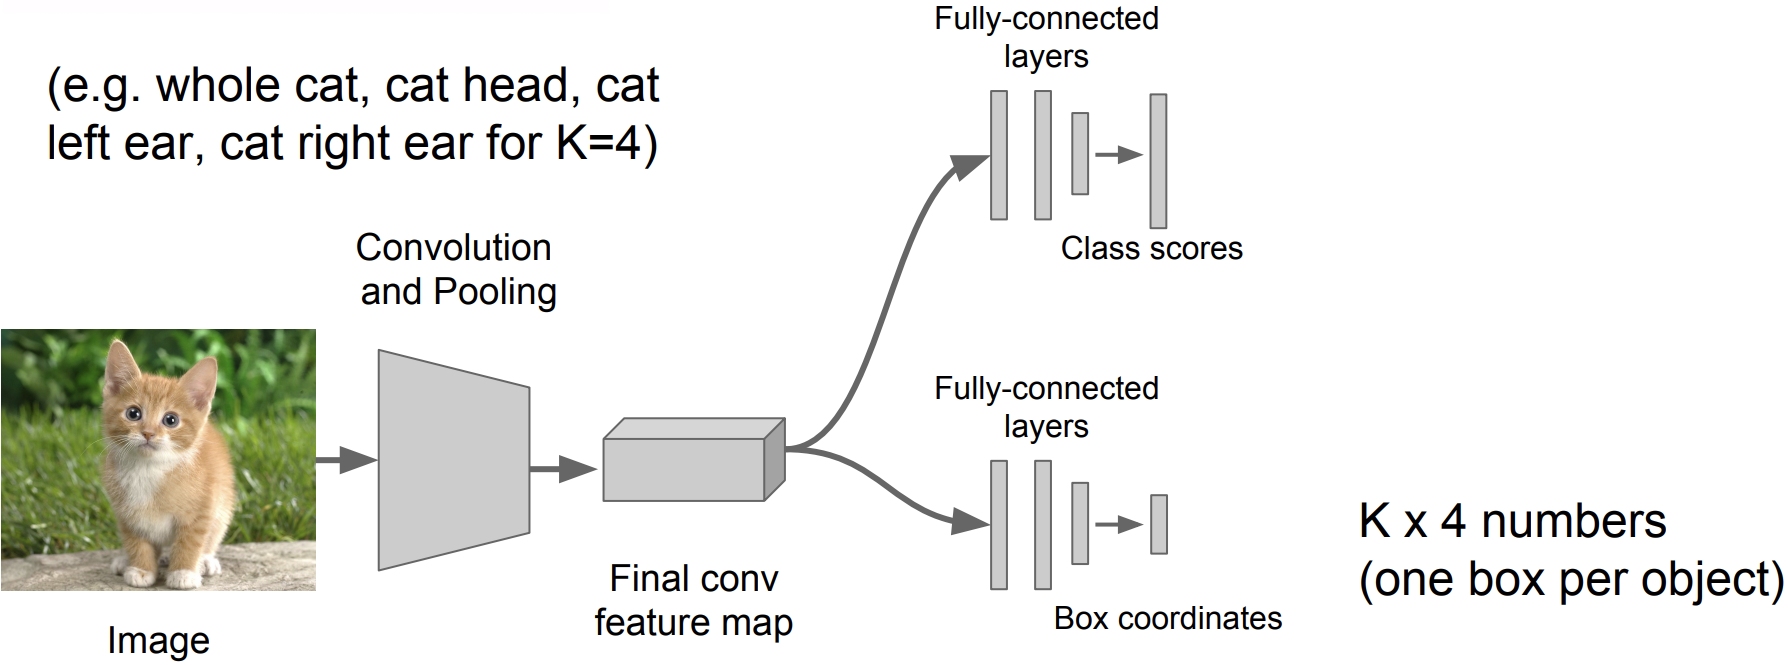 (e.g. whole cat, cat head, cat
left ear, cat right ear for K=4)
Fully-connected
layers
Class scores
Convolution
and Pooling
Image
Final conv
feature map
Fully-connected
layers
Box coordinates
K x 4 numbers
(one box per object)